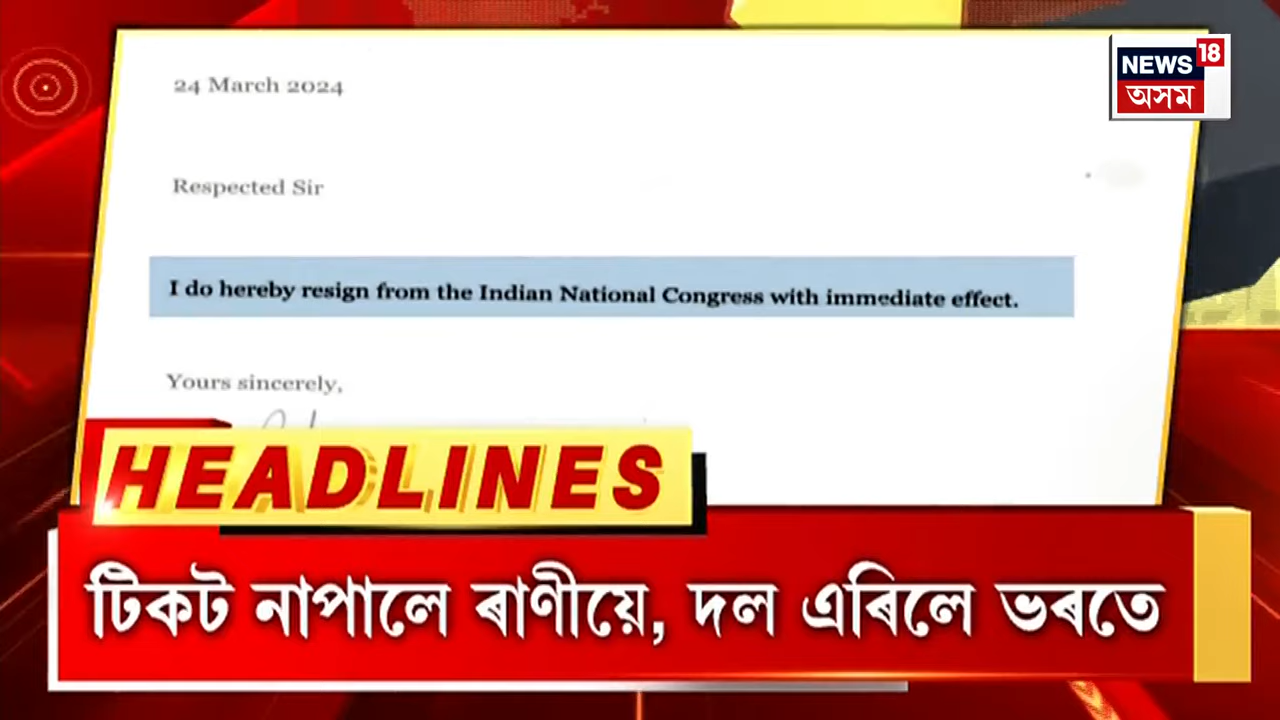 24 March 2024
NEWS 18
অসম
Respected Sir
I do hereby resign from the Indian National Congress with immediate effect.
Yours sincerely,
HEADLINES
টিকট নাপালে ৰাণীয়ে, দল এৰিলে ভৰতে